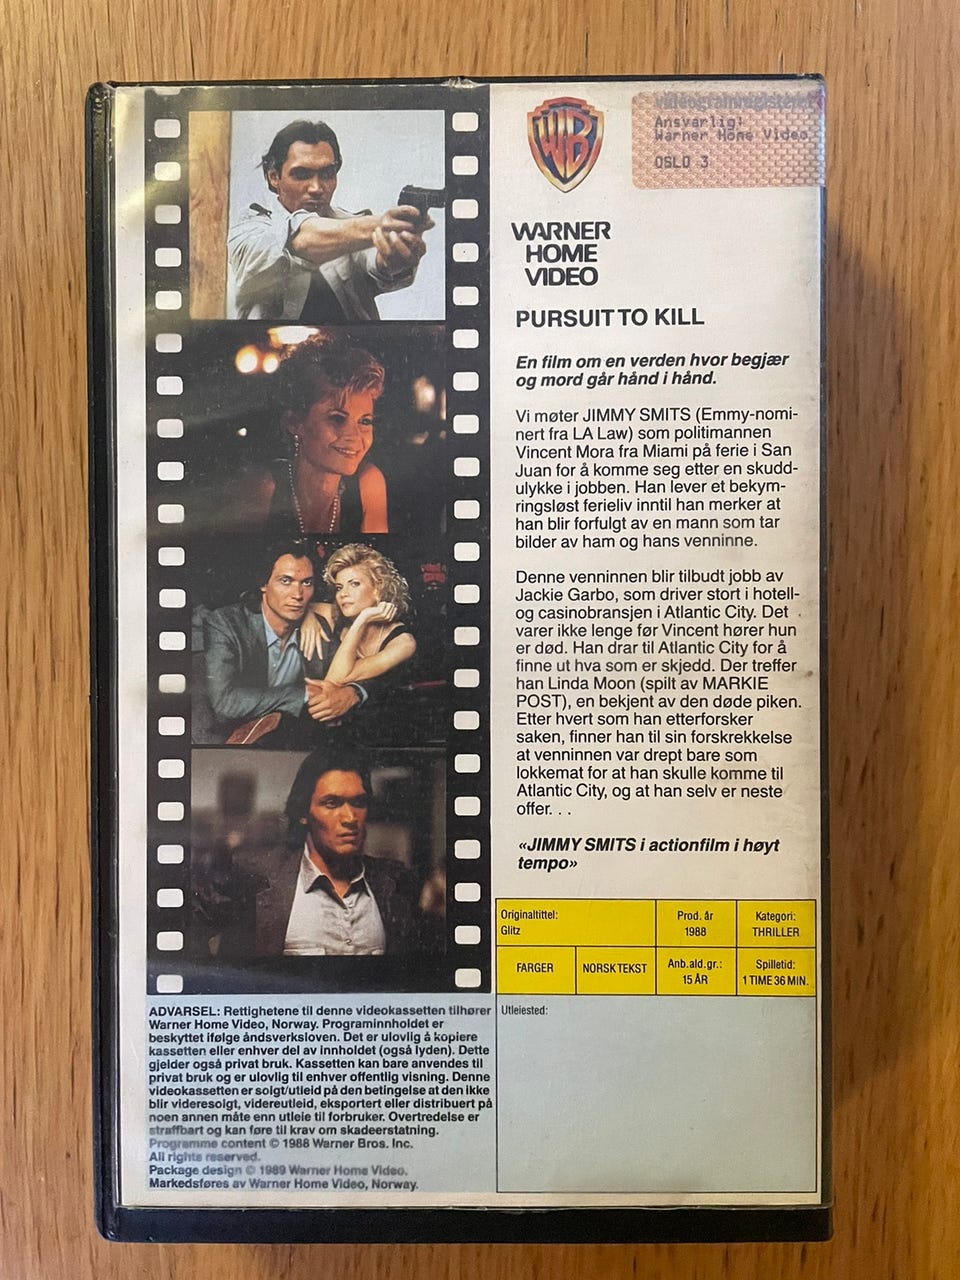 WB
Videogramregisteret
Ansvarlig:
Warner Home Video
OSLO 3
WARNER
HOME
VIDEO
PURSUIT TO KILL
En film om en verden hvor begjær
og mord går hånd i hånd.
Vi møter JIMMY SMITS (Emmy-nomi-
nert fra LA Law) som politimannen
Vincent Mora fra Miami på ferie i San
Juan for å komme seg etter en skudd-
ulykke i jobben. Han lever et bekym-
ringsløst ferieliv inntil han merker at
han blir forfulgt av en mann som tar
bilder av ham og hans venninne.
Denne venninnen blir tilbudt jobb av
Jackie Garbo, som driver stort i hotell-
og casinobransjen i Atlantic City. Det
varer ikke lenge før Vincent hører hun
er død. Han drar til Atlantic City for å
finne ut hva som er skjedd. Der treffer
han Linda Moon (spilt av MARKIE
POST), en bekjent av den døde piken.
Etter hvert som han etterforsker
saken, finner han til sin forskrekkelse
at venninnen var drept bare som
lokkemat for at han skulle komme til
Atlantic City, og at han selv er neste
offer. . .
«JIMMY SMITS i actionfilm i høyt
tempo»
Originaltittel:
Glitz
Prod. år
1988
Kategori:
THRILLER
FARGER
NORSK TEKST
Anb.ald.gr.:
15 ÅR
Spilletid:
1 TIME 36 MIN.
Utleiested:
ADVARSEL: Rettighetene til denne videokassetten tilhører
Warner Home Video, Norway. Programinnholdet er
beskyttet ifølge åndsverksloven. Det er ulovlig å kopiere
kassetten eller enhver del av innholdet (også lyden). Dette
gjelder også privat bruk. Kassetten kan bare anvendes til
privat bruk og er ulovlig til enhver offentlig visning. Denne
videokassetten er solgt/utleid på den betingelse at den ikke
blir videresolgt, videreutleid, eksportert eller distribuert på
noen annen måte enn utleie til forbruker. Overtredelse er
straffbart og kan føre til krav om skadeerstatning.
Programme content © 1988 Warner Bros. Inc.
All rights reserved.
Package design © 1989 Warner Home Video.
Markedsføres av Warner Home Video, Norway.